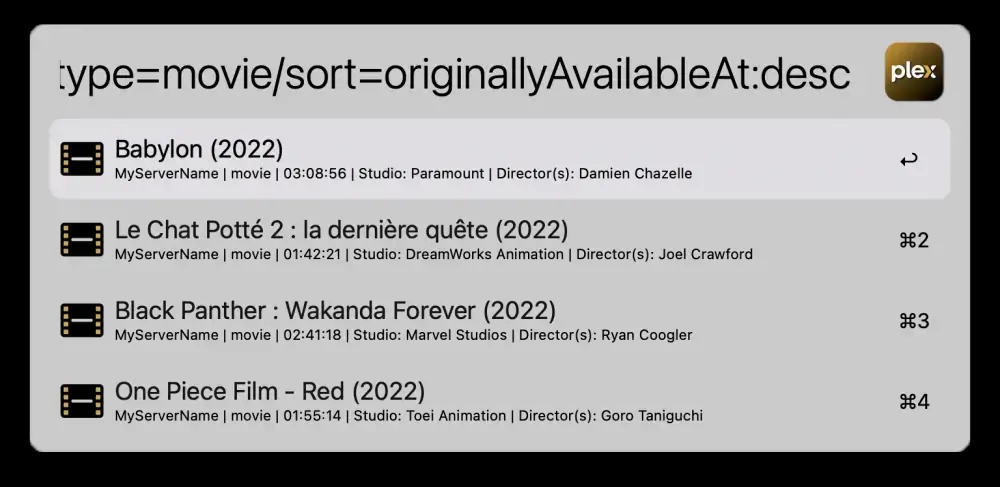 type=movie/sort=originallyAvailableAt:desc
plex
Babylon (2022)
MyServerName | movie | 03:08:56 | Studio: Paramount | Director(s): Damien Chazelle
↩
Le Chat Potté 2 : la dernière quête (2022)
MyServerName | movie | 01:42:21 | Studio: DreamWorks Animation | Director(s): Joel Crawford
⌘2
Black Panther : Wakanda Forever (2022)
MyServerName | movie | 02:41:18 | Studio: Marvel Studios | Director(s): Ryan Coogler
⌘3
One Piece Film - Red (2022)
MyServerName | movie | 01:55:14 | Studio: Toei Animation | Director(s): Goro Taniguchi
⌘4